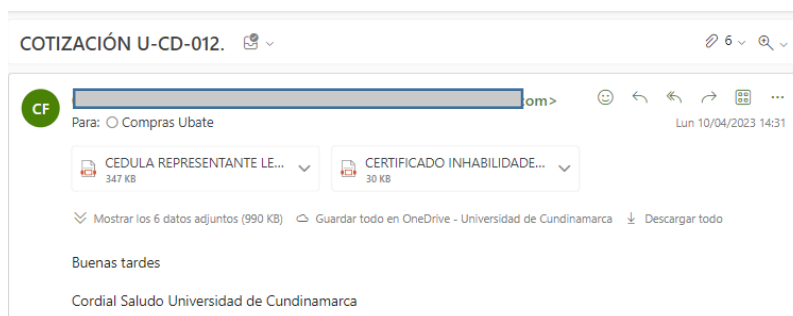 COTIZACIÓN U-CD-012.
6
CF
om>
Para: Compras Ubate
Lun 10/04/2023 14:31
CEDULA REPRESENTANTE LE...
347 KB
CERTIFICADO INHABILIDADE...
30 KB
Mostrar los 6 datos adjuntos (990 KB) Guardar todo en OneDrive - Universidad de Cundinamarca Descargar todo
Buenas tardes
Cordial Saludo Universidad de Cundinamarca